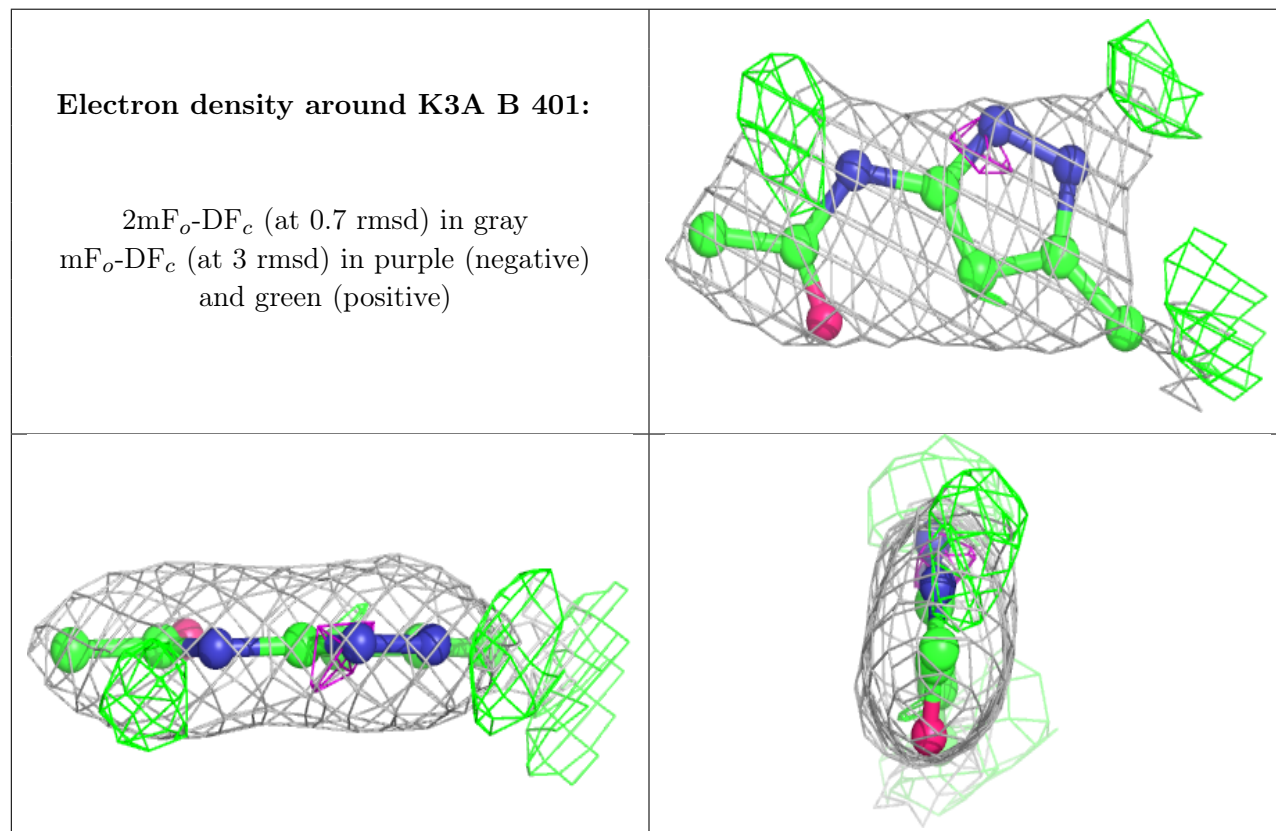 Electron density around K3A B 401:
2mFₒ-DF𝒸 (at 0.7 rmsd) in gray
mFₒ-DF𝒸 (at 3 rmsd) in purple (negative)
and green (positive)